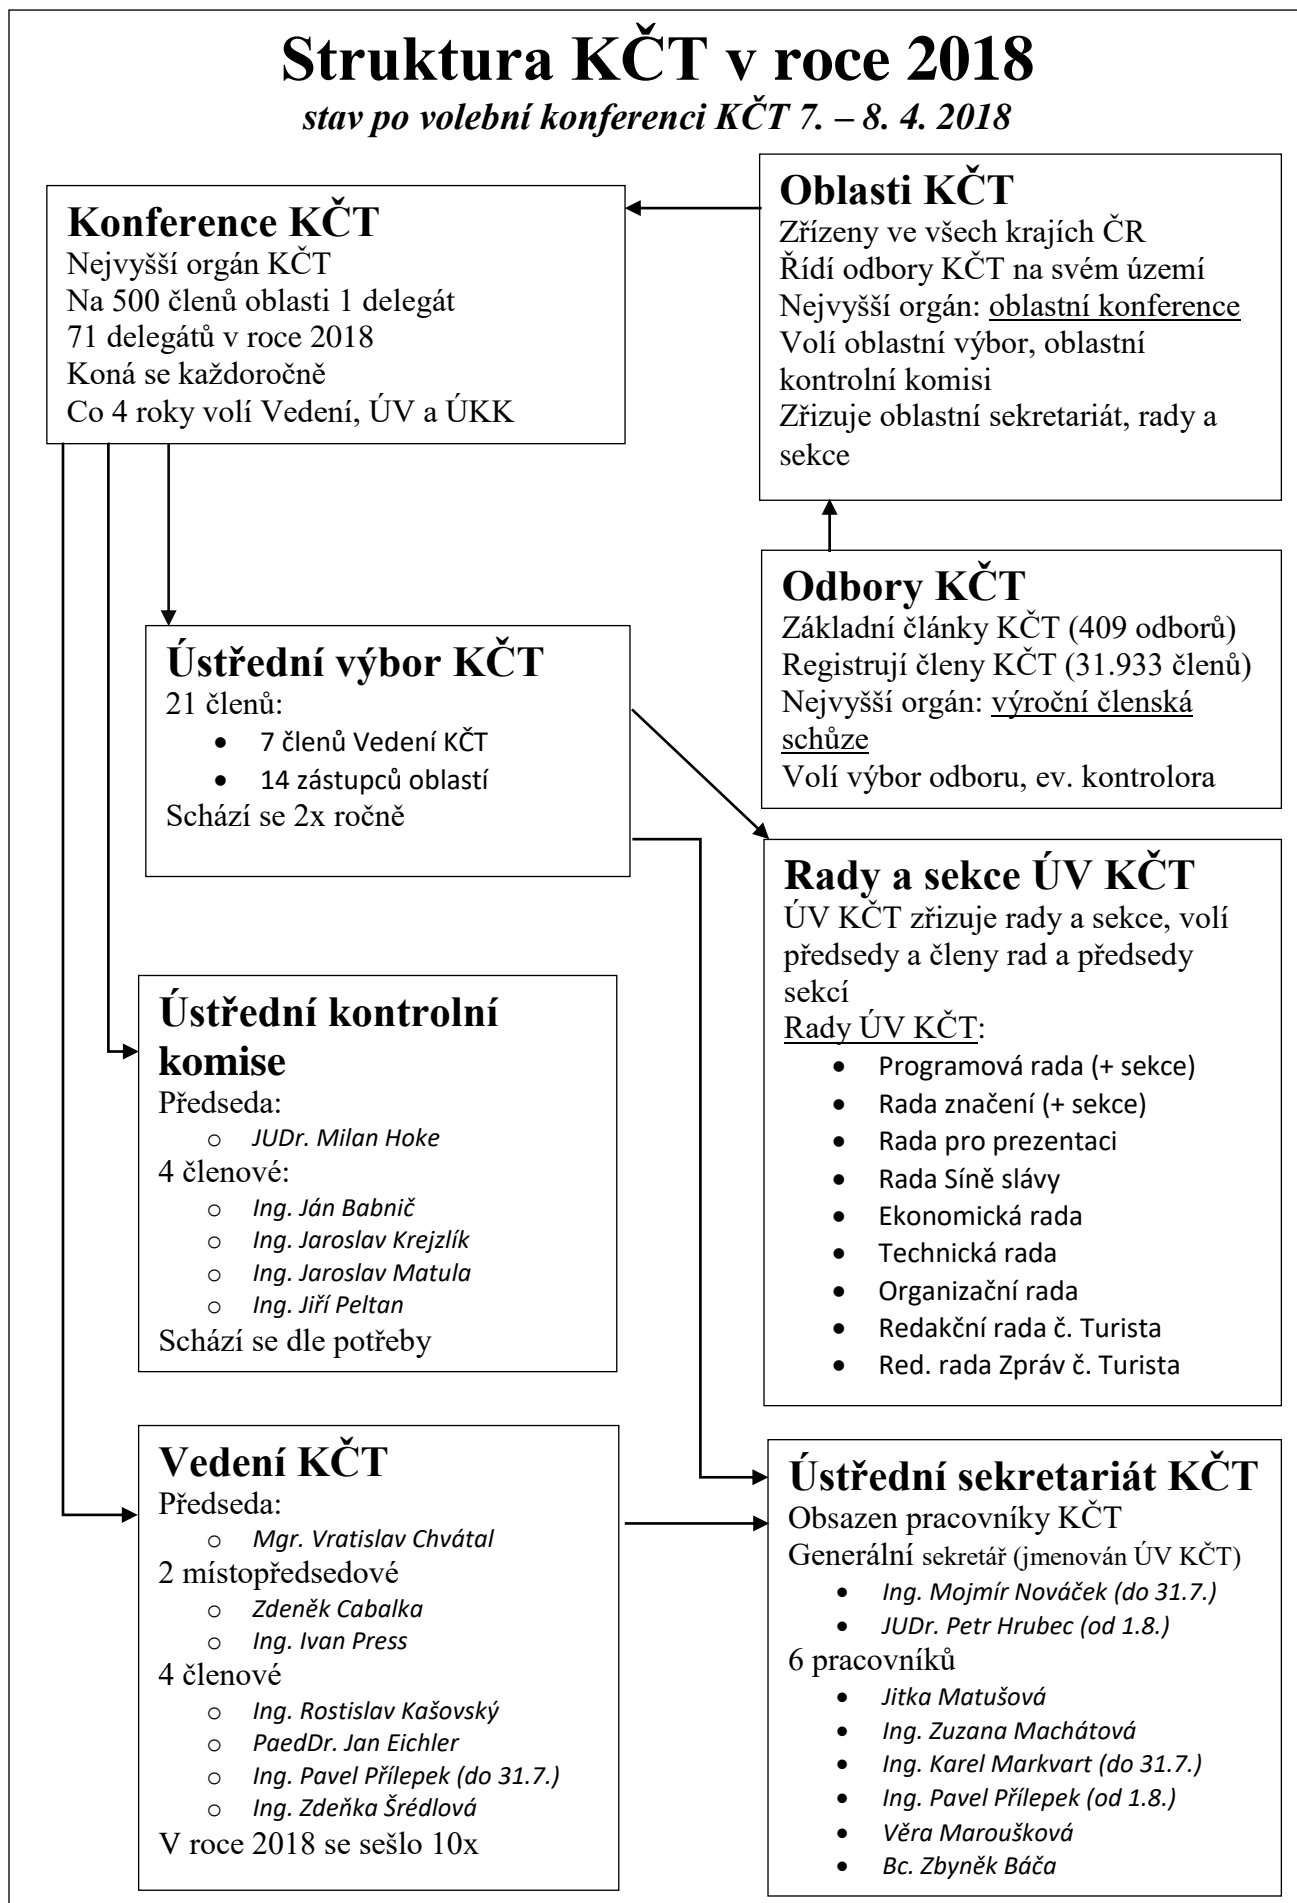 Struktura KČT v roce 2018
stav po volební konferenci KČT 7. – 8. 4. 2018
Konference KČT
Nejvyšší orgán KČT
Na 500 členů oblasti 1 delegát
71 delegátů v roce 2018
Koná se každoročně
Co 4 roky volí Vedení, ÚV a ÚKK
Oblasti KČT
Zřízeny ve všech krajích ČR
Řídí odbory KČT na svém území
Nejvyšší orgán: oblastní konference
Volí oblastní výbor, oblastní
kontrolní komisi
Zřizuje oblastní sekretariát, rady a
sekce
Odbory KČT
Základní články KČT (409 odborů)
Registrují členy KČT (31.933 členů)
Nejvyšší orgán: výroční členská
schůze
Volí výbor odboru, ev. kontrolora
Ústřední výbor KČT
21 členů:
• 7 členů Vedení KČT
• 14 zástupců oblastí
Schází se 2x ročně
Rady a sekce ÚV KČT
ÚV KČT zřizuje rady a sekce, volí
předsedy a členy rad a předsedy
sekcí
Rady ÚV KČT:
• Programová rada (+ sekce)
• Rada značení (+ sekce)
• Rada pro prezentaci
• Rada Síně slávy
• Ekonomická rada
• Technická rada
• Organizační rada
• Redakční rada č. Turista
• Red. rada Zpráv č. Turista
Ústřední kontrolní
komise
Předseda:
o JUDr. Milan Hoke
4 členové:
o Ing. Ján Babnič
o Ing. Jaroslav Krejzlík
o Ing. Jaroslav Matula
o Ing. Jiří Peltan
Schází se dle potřeby
Vedení KČT
Předseda:
o Mgr. Vratislav Chvátal
2 místopředsedové
o Zdeněk Cabalka
o Ing. Ivan Press
4 členové
o Ing. Rostislav Kašovský
o PaedDr. Jan Eichler
o Ing. Pavel Přílepek (do 31.7.)
o Ing. Zdeňka Šrédlová
V roce 2018 se sešlo 10x
Ústřední sekretariát KČT
Obsazen pracovníky KČT
Generální sekretář (jmenován ÚV KČT)
• Ing. Mojmír Nováček (do 31.7.)
• JUDr. Petr Hrubec (od 1.8.)
6 pracovníků
• Jitka Matušová
• Ing. Zuzana Machátová
• Ing. Karel Markvart (do 31.7.)
• Ing. Pavel Přílepek (od 1.8.)
• Věra Maroušková
• Bc. Zbyněk Báča